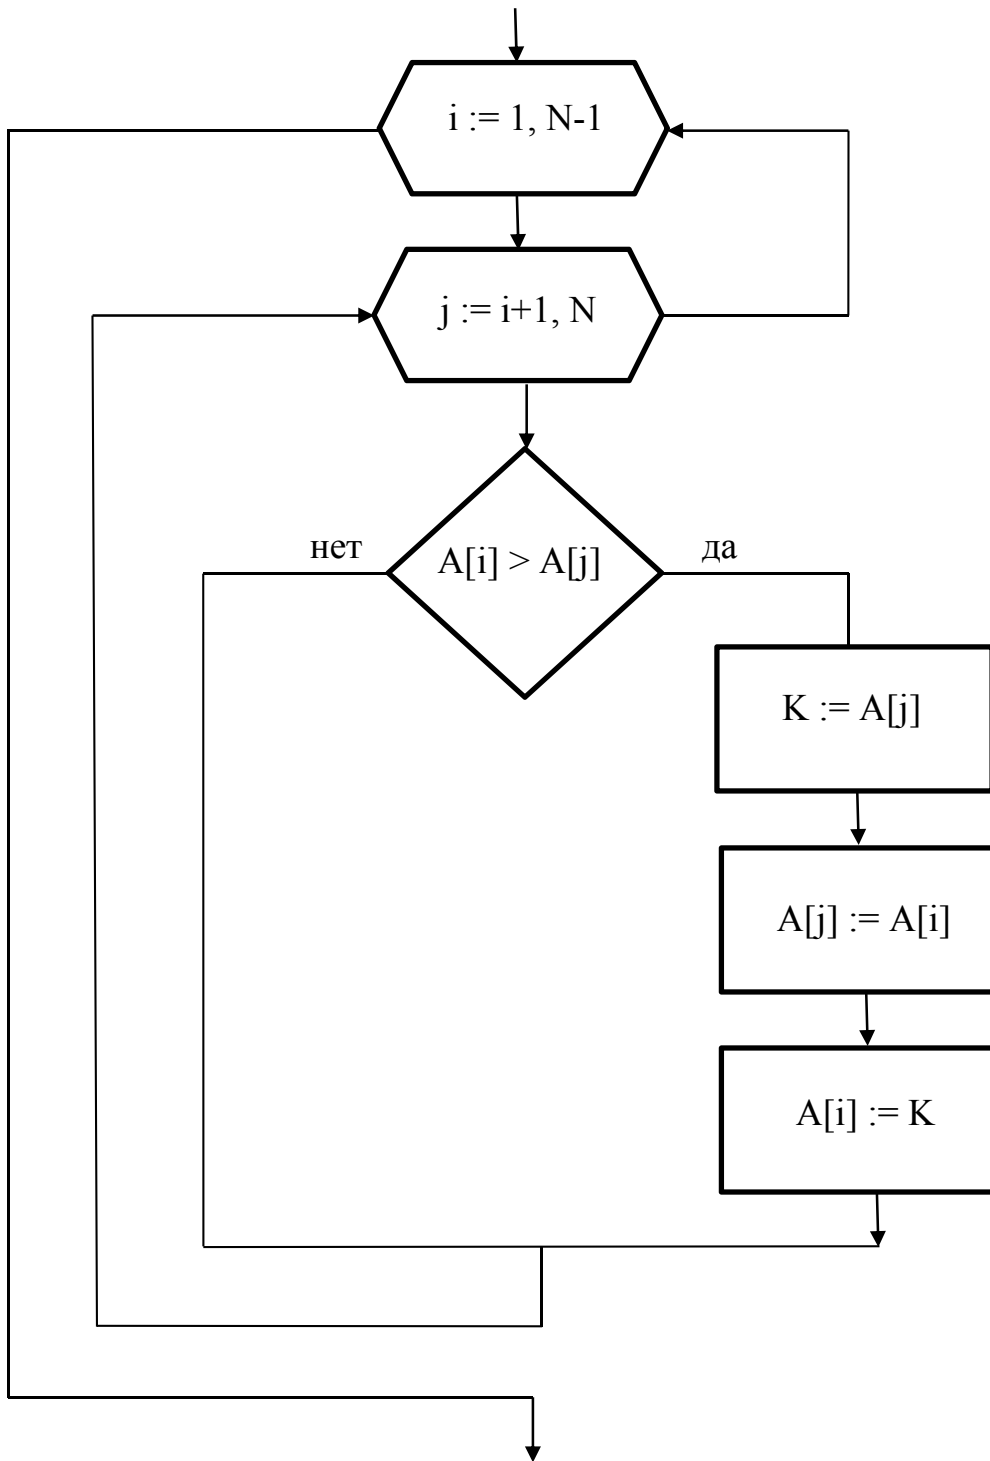 i := 1, N-1
j := i+1, N
нет
A[i] > A[j]
да
K := A[j]
A[j] := A[i]
A[i] := K